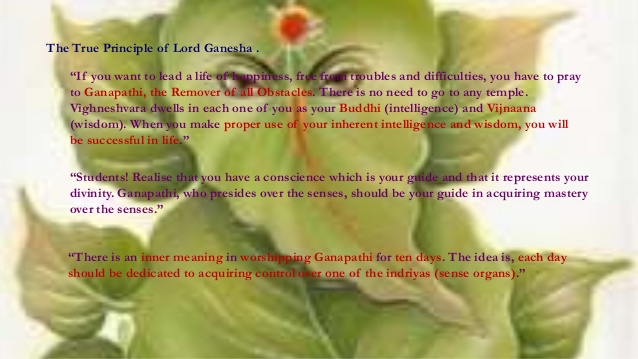 The True Principle of Lord Ganesha .
“If you want to lead a life of happiness, free from troubles and difficulties, you have to pray
to Ganapathi, the Remover of all Obstacles. There is no need to go to any temple.
Vighneshvara dwells in each one of you as your Buddhi (intelligence) and Vijnaana
(wisdom). When you make proper use of your inherent intelligence and wisdom, you will
be successful in life.”
“Students! Realise that you have a conscience which is your guide and that it represents your
divinity. Ganapathi, who presides over the senses, should be your guide in acquiring mastery
over the senses.”
“There is an inner meaning in worshipping Ganapathi for ten days. The idea is, each day
should be dedicated to acquiring control over one of the indriyas (sense organs).”